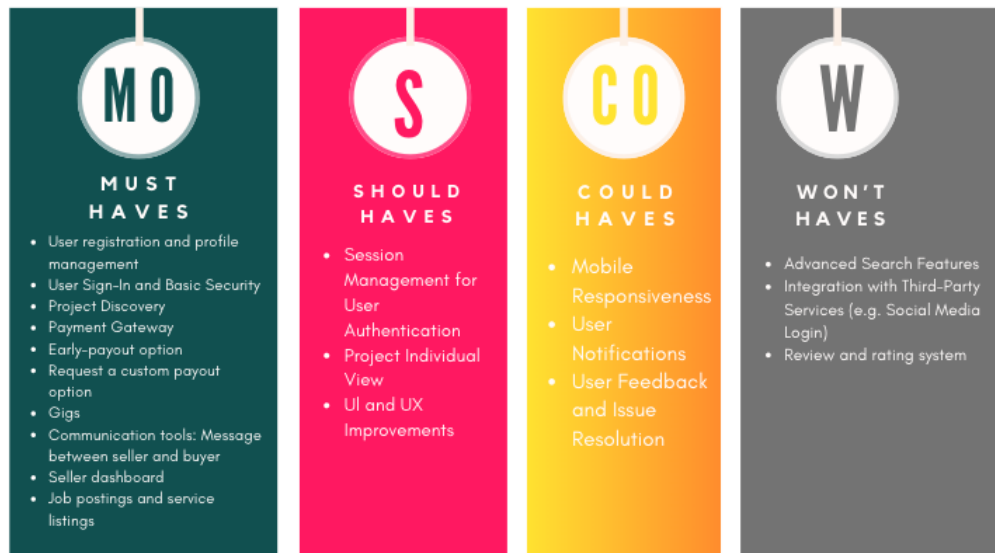 MO
MUST
HAVES
• User registration and profile
management
• User Sign-In and Basic Security
• Project Discovery
• Payment Gateway
• Early-payout option
• Request a custom payout
option
• Gigs
• Communication tools: Message
between seller and buyer
• Seller dashboard
• Job postings and service
listings
S
SHOULD
HAVES
• Session
Management for
User
Authentication
• Project Individual
View
• UI and UX
Improvements
CO
COULD
HAVES
• Mobile
Responsiveness
• User
Notifications
• User Feedback
and Issue
Resolution
W
WON'T
HAVES
• Advanced Search Features
• Integration with Third-Party
Services (e.g. Social Media
Login)
• Review and rating system